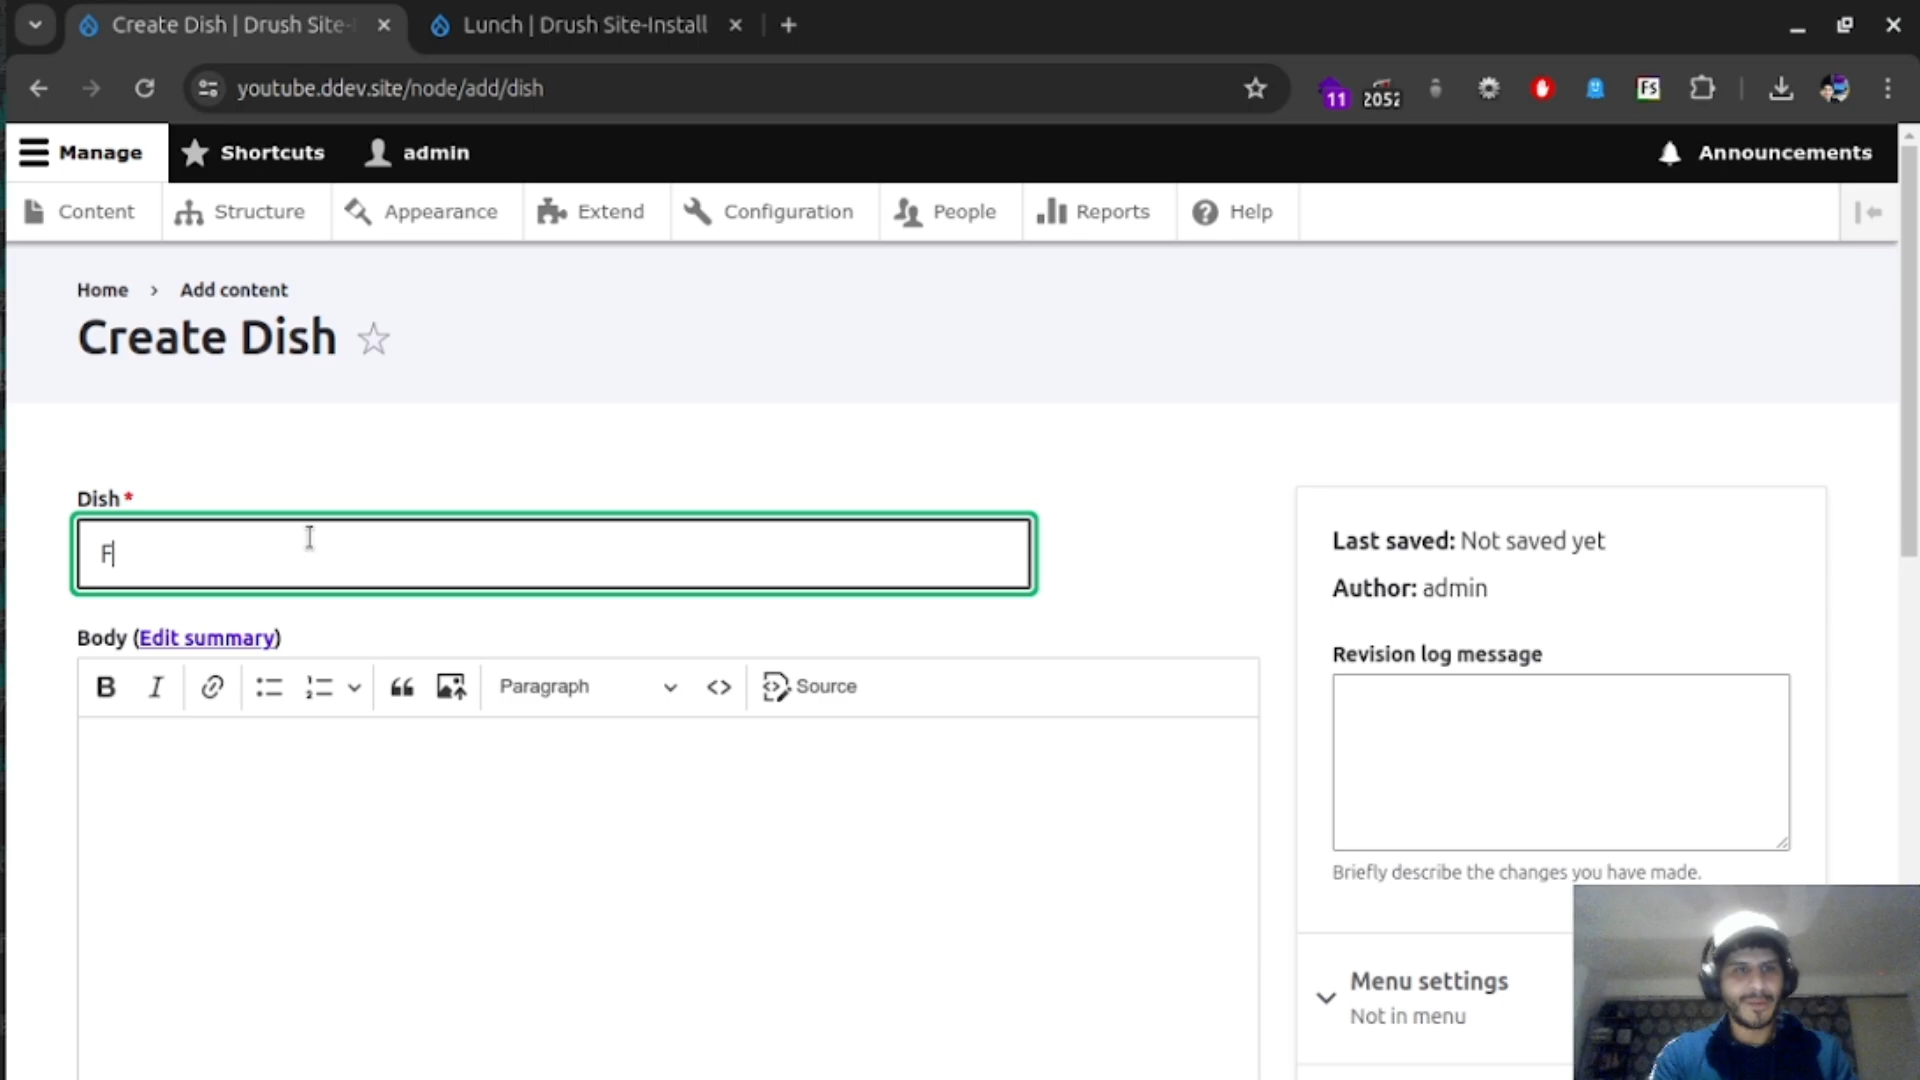 Create Dish | Drush Site-
Lunch | Drush Site-Install
youtube.ddev.site/node/add/dish
11
2052
FS
Manage
Shortcuts
admin
Announcements
Content
Structure
Appearance
Extend
Configuration
People
Reports
Help
Home › Add content
Create Dish
Dish *
F
Body (Edit summary)
B I
Paragraph
Source
Last saved: Not saved yet
Author: admin
Revision log message
Briefly describe the changes you have made.
Menu settings
Not in menu